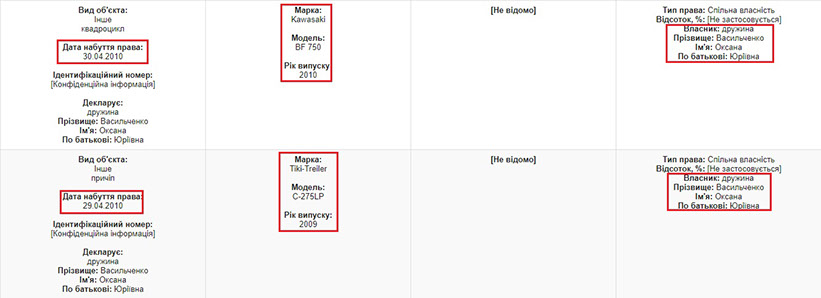 Вид об'єкта:
Інше
квадроцикл
Дата набуття права:
30.04.2010
Ідентифікаційний номер:
[Конфіденційна інформація]
Декларує:
дружина
Прізвище: Васильченко
Ім'я: Оксана
По батькові: Юріївна
Марка:
Kawasaki
Модель:
BF 750
Рік випуску
2010
[Не відомо]
Тип права: Спільна власність
Відсоток, %: [Не застосовується]
Власник: дружина
Прізвище: Васильченко
Ім'я: Оксана
По батькові: Юріївна
Вид об'єкта:
Інше
причіп
Дата набуття права:
29.04.2010
Ідентифікаційний номер:
[Конфіденційна інформація]
Декларує:
дружина
Прізвище: Васильченко
Ім'я: Оксана
По батькові: Юріївна
Марка:
Tiki-Treiler
Модель:
C-275LP
Рік випуску:
2009
[Не відомо]
Тип права: Спільна власність
Відсоток, %: [Не застосовується]
Власник: дружина
Прізвище: Васильченко
Ім'я: Оксана
По батькові: Юріївна